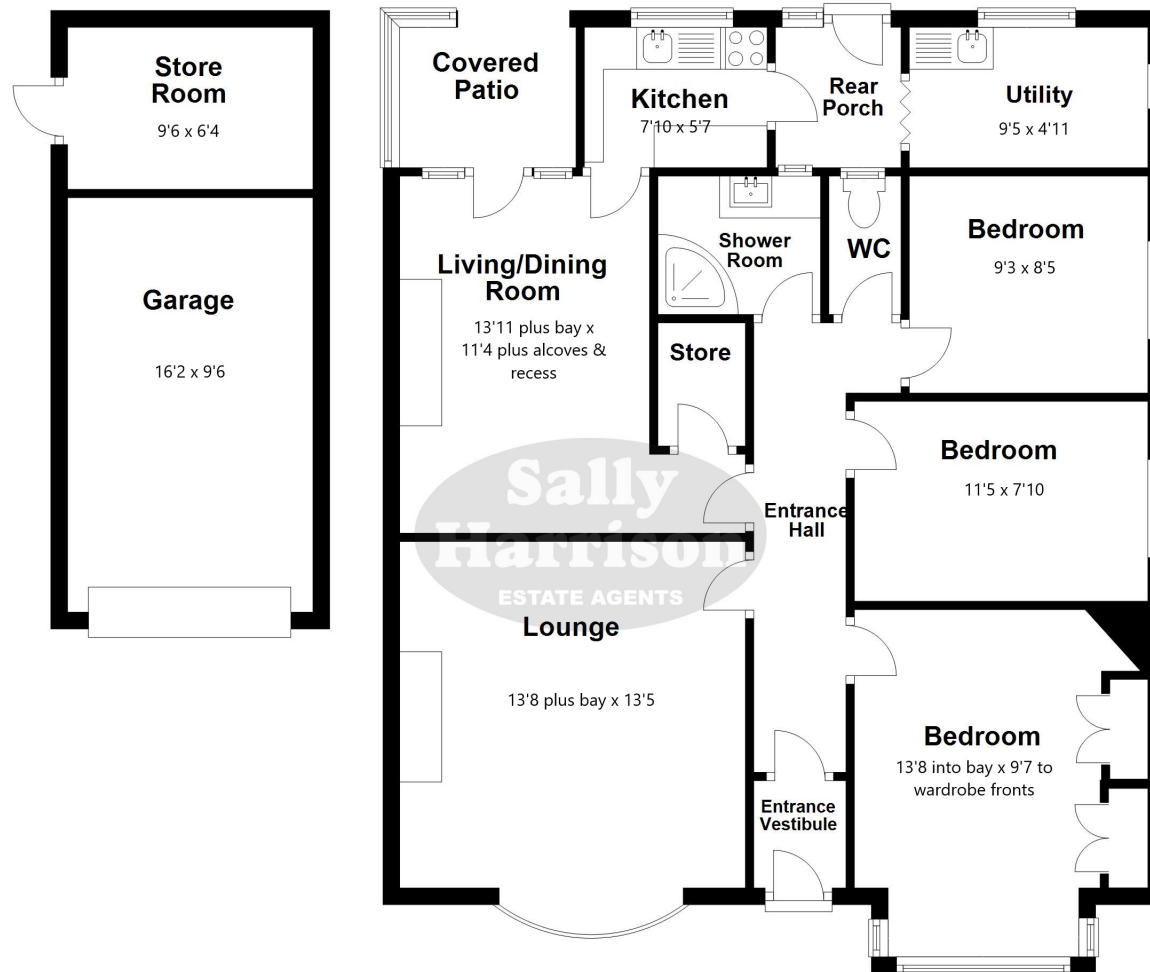 Store
Room
9'6 x 6'4
Garage
16'2 x 9'6
Covered
Patio
Kitchen
7'10 x 5'7
Rear
Porch
Utility
9'5 x 4'11
Living/Dining
Room
13'11 plus bay x
11'4 plus alcoves &
recess
Shower
Room
WC
Bedroom
9'3 x 8'5
Store
Bedroom
11'5 x 7'10
Entrance
Hall
Sally
Harrison
ESTATE AGENTS
Lounge
13'8 plus bay x 13'5
Bedroom
13'8 into bay x 9'7 to
wardrobe fronts
Entrance
Vestibule